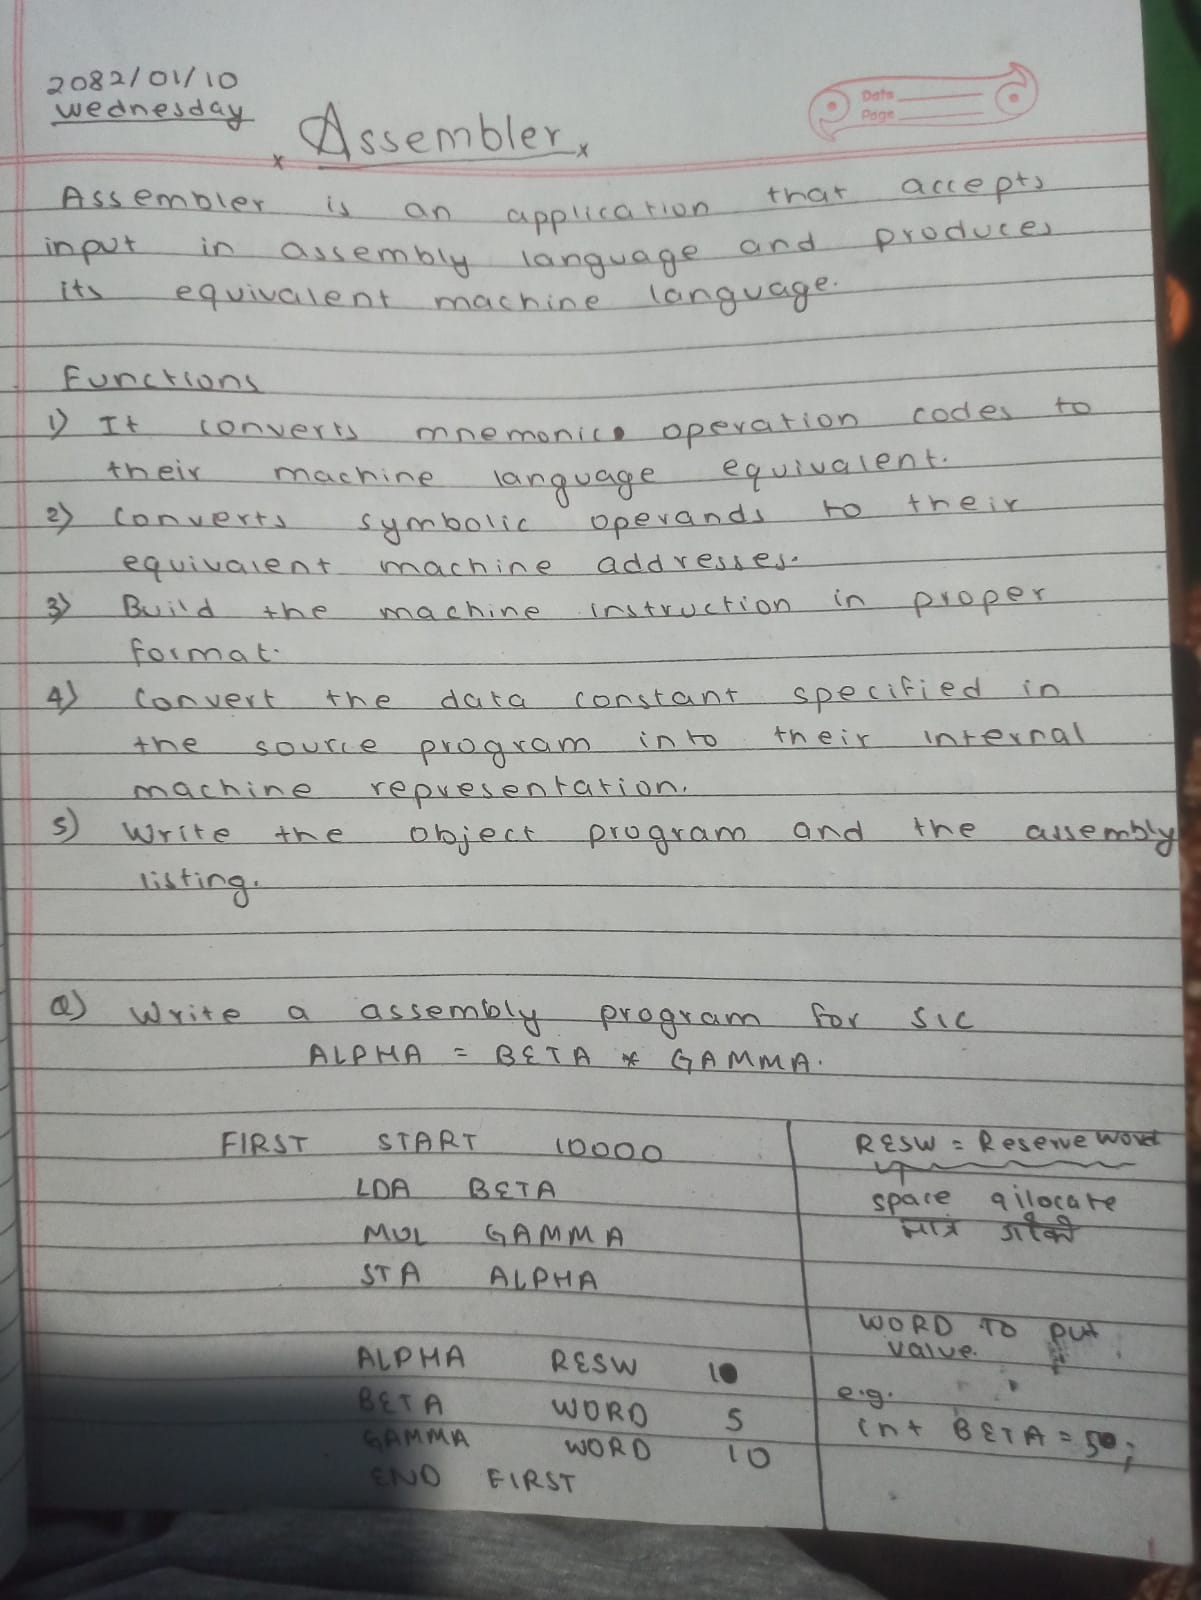 2082/01/10
Wednesday
Date
Page
x Assembler x
Assembler is an application that accepts
input in assembly language and produces
its equivalent machine language.
Functions
1) It converts mnemonics operation codes to
their machine language equivalent.
2) Converts symbolic operands to their
equivalent machine addresses.
3) Build the machine instruction in proper
format.
4) Convert the data constant specified in
the source program into their internal
machine representation.
5) Write the object program and the assembly
listing.
Q) Write a assembly program for SIC
ALPHA = BETA * GAMMA.
FIRST START 10000
LDA BETA
MUL GAMMA
STA ALPHA
ALPHA RESW 10
BETA WORD 5
GAMMA WORD 10
END FIRST
RESW = Reserve word
space allocate
मात्र
WORD TO put
value.
e.g.
int BETA = 50;